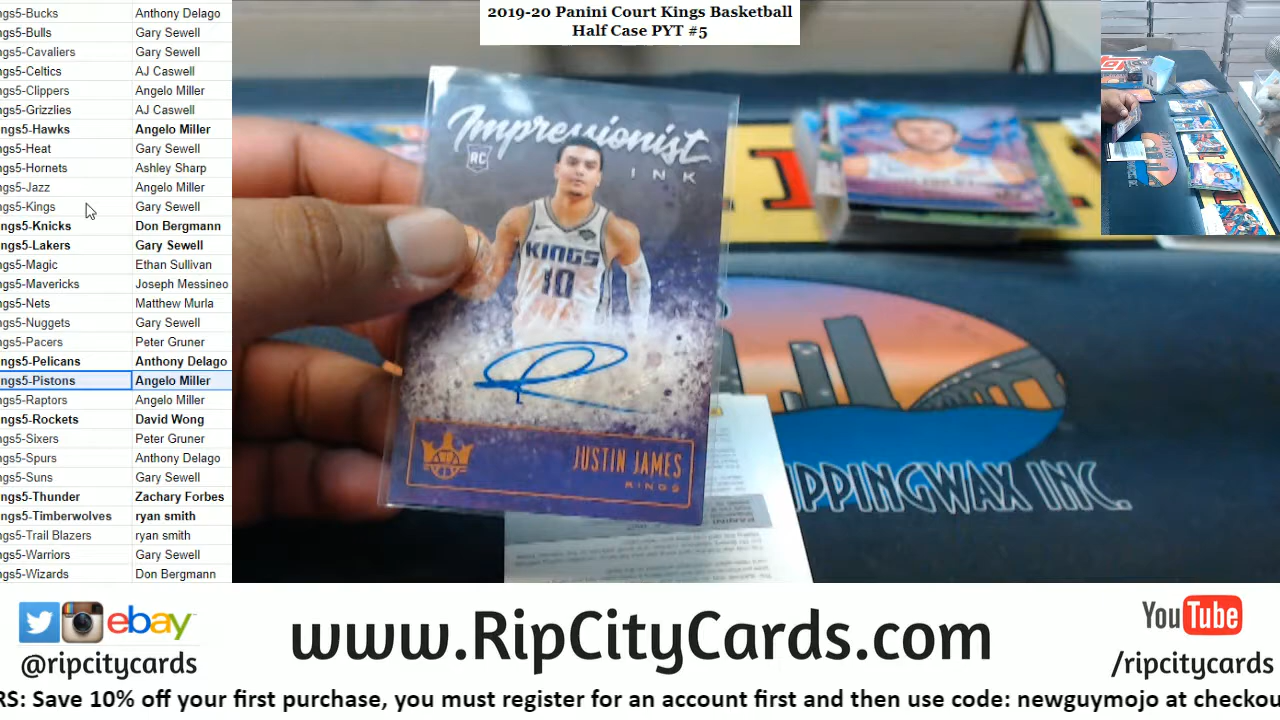 2019-20 Panini Court Kings Basketball
Half Case PYT #5
ngs5-Bucks Anthony Delago
ngs5-Bulls Gary Sewell
ngs5-Cavaliers Gary Sewell
ngs5-Celtics AJ Caswell
ngs5-Clippers Angelo Miller
ngs5-Grizzlies AJ Caswell
ngs5-Hawks Angelo Miller
ngs5-Heat Gary Sewell
ngs5-Hornets Ashley Sharp
ngs5-Jazz Angelo Miller
ngs5-Kings Gary Sewell
ngs5-Knicks Don Bergmann
ngs5-Lakers Gary Sewell
ngs5-Magic Ethan Sullivan
ngs5-Mavericks Joseph Messineo
ngs5-Nets Matthew Murla
ngs5-Nuggets Gary Sewell
ngs5-Pacers Peter Gruner
ngs5-Pelicans Anthony Delago
ngs5-Pistons Angelo Miller
ngs5-Raptors Angelo Miller
ngs5-Rockets David Wong
ngs5-Sixers Peter Gruner
ngs5-Spurs Anthony Delago
ngs5-Suns Gary Sewell
ngs5-Thunder Zachary Forbes
ngs5-Timberwolves ryan smith
ngs5-Trail Blazers ryan smith
ngs5-Warriors Gary Sewell
ngs5-Wizards Don Bergmann
Impressionist
INK
RC
KINGS
10
JUSTIN JAMES
KINGS
IPPINGWAX INC.
ebay
@ripcitycards
www.RipCityCards.com
YouTube
/ripcitycards
RS: Save 10% off your first purchase, you must register for an account first and then use code: newguymojo at checkou